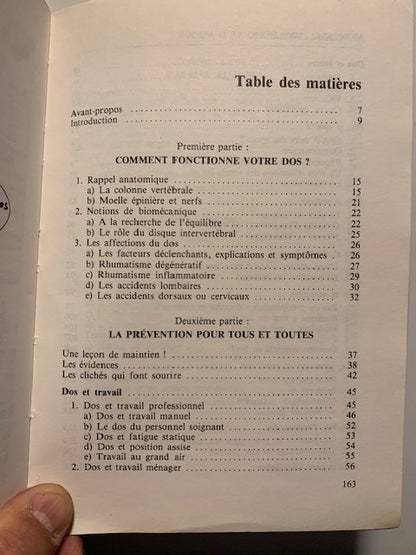 Table des matières
Avant-propos ........................................ 7
Introduction ........................................ 9
Première partie :
COMMENT FONCTIONNE VOTRE DOS ?
1. Rappel anatomique ........................................ 15
a) La colonne vertébrale ........................................ 15
b) Moelle épinière et nerfs ........................................ 21
2. Notions de biomécanique ........................................ 22
a) A la recherche de l'équilibre ........................................ 22
b) Le rôle du disque intervertébral ........................................ 25
3. Les affections du dos ........................................ 26
a) Les facteurs déclenchants, explications et symptômes . 26
b) Rhumatisme dégénératif ........................................ 27
c) Rhumatisme inflammatoire ........................................ 29
d) Les accidents lombaires ........................................ 30
e) Les accidents dorsaux ou cervicaux ........................................ 32
Deuxième partie :
LA PRÉVENTION POUR TOUS ET TOUTES
Une leçon de maintien ! ........................................ 37
Les évidences ........................................ 38
Les clichés qui font sourire ........................................ 42
Dos et travail ........................................ 45
1. Dos et travail professionnel ........................................ 45
a) Dos et travail manuel ........................................ 46
b) Le dos du personnel soignant ........................................ 52
c) Dos et fatigue statique ........................................ 53
d) Dos et position assise ........................................ 54
e) Travail au grand air ........................................ 55
2. Dos et travail ménager ........................................ 56
163